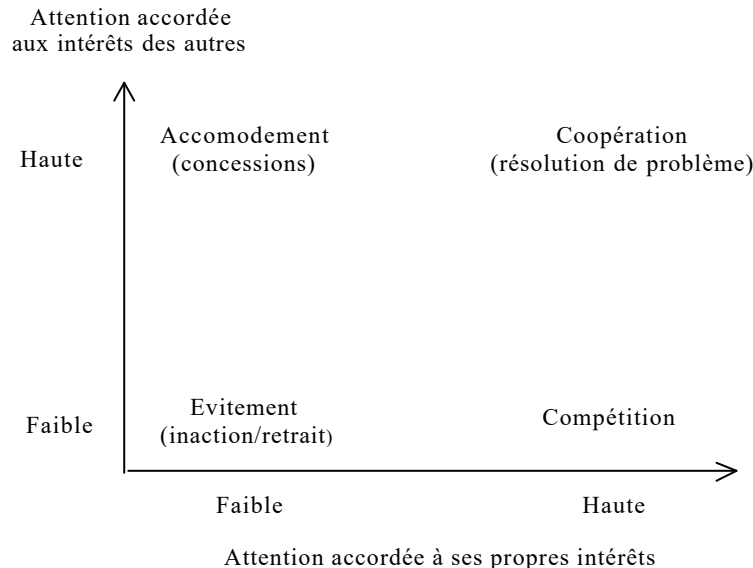 Attention accordée
aux intérêts des autres
Haute
Accomodement
(concessions)
Coopération
(résolution de problème)
Faible
Evitement
(inaction/retrait)
Compétition
Faible
Haute
Attention accordée à ses propres intérêts